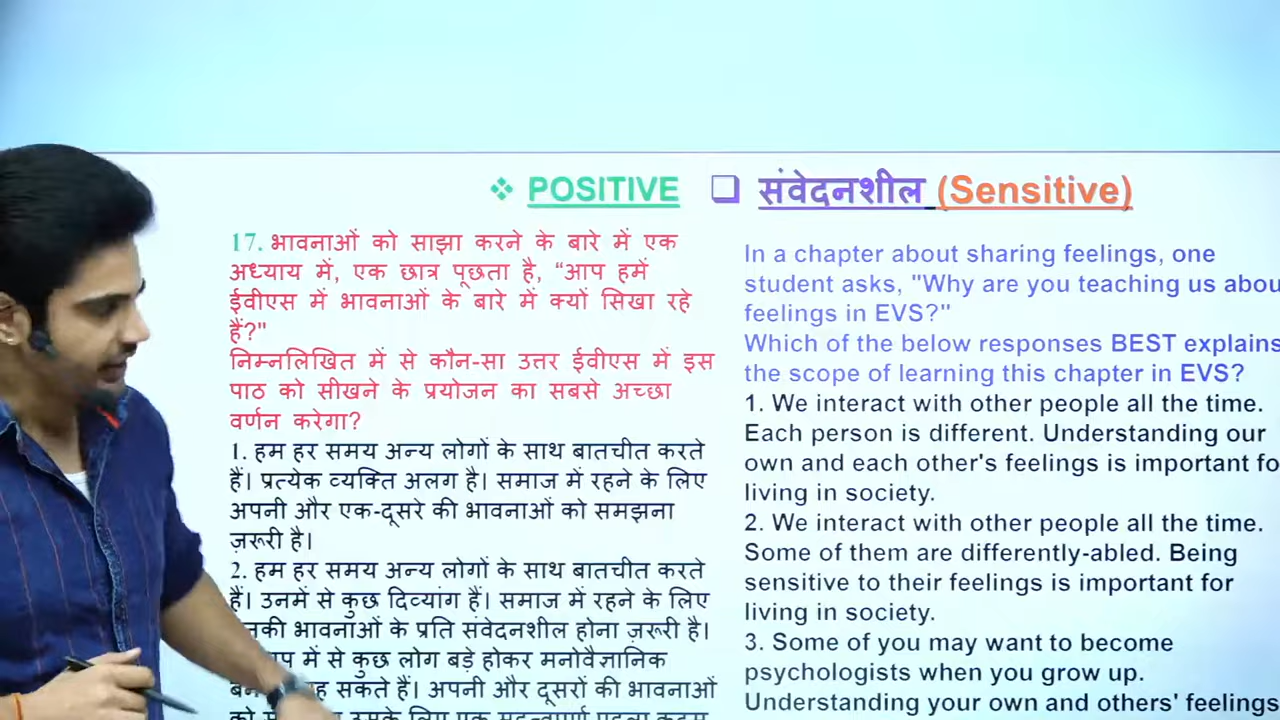 ❖ POSITIVE
❑ संवेदनशील (Sensitive)
17. भावनाओं को साझा करने के बारे में एक
अध्याय में, एक छात्र पूछता है, “आप हमें
ईवीएस में भावनाओं के बारे में क्यों सिखा रहे
हैं?"
निम्नलिखित में से कौन-सा उत्तर ईवीएस में इस
पाठ को सीखने के प्रयोजन का सबसे अच्छा
वर्णन करेगा?
1. हम हर समय अन्य लोगों के साथ बातचीत करते
हैं। प्रत्येक व्यक्ति अलग है। समाज में रहने के लिए
अपनी और एक-दूसरे की भावनाओं को समझना
ज़रूरी है।
2. हम हर समय अन्य लोगों के साथ बातचीत करते
हैं। उनमें से कुछ दिव्यांग हैं। समाज में रहने के लिए
भावनाओं के प्रति संवेदनशील होना ज़रूरी है।
में से कुछ लोग बड़े होकर मनोवैज्ञानिक
सकते हैं। अपनी और दूसरों की भावनाओं
In a chapter about sharing feelings, one
student asks, "Why are you teaching us
feelings in EVS?"
Which of the below responses BEST explains
the scope of learning this chapter in EVS?
1. We interact with other people all the time.
Each person is different. Understanding our
own and each other's feelings is important
living in society.
2. We interact with other people all the time.
Some of them are differently-abled. Being
sensitive to their feelings is important for
living in society.
3. Some of you may want to become
psychologists when you grow up.
Understanding your own and others' feelings